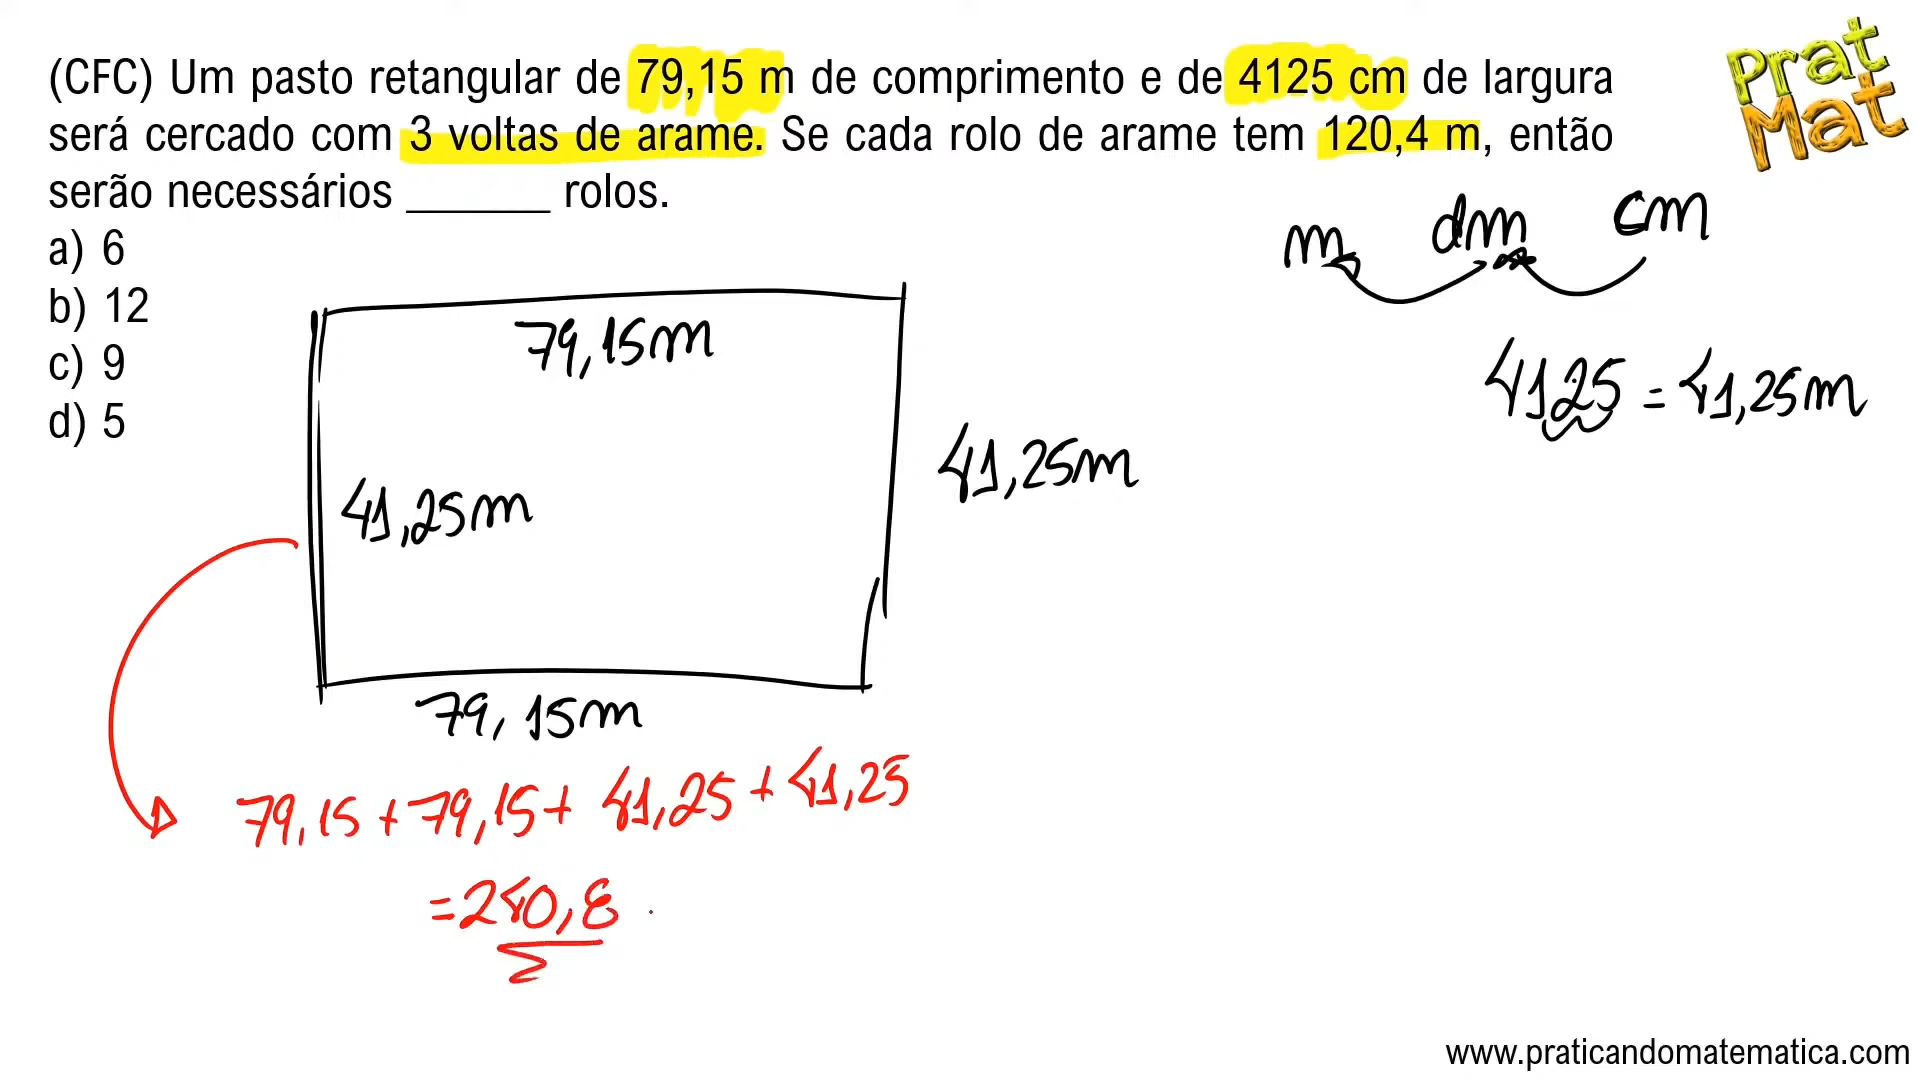 (CFC) Um pasto retangular de 79,15 m de comprimento e de 4125 cm de largura
será cercado com 3 voltas de arame. Se cada rolo de arame tem 120,4 m, então
serão necessários ______ rolos.
a) 6
b) 12
c) 9
d) 5
Prat
Mat
m dm cm
4125 = 41,25m
79,15m
41,25m
41,25m
79,15m
79,15 + 79,15 + 41,25 + 41,25
= 240,8
www.praticandomatematica.com